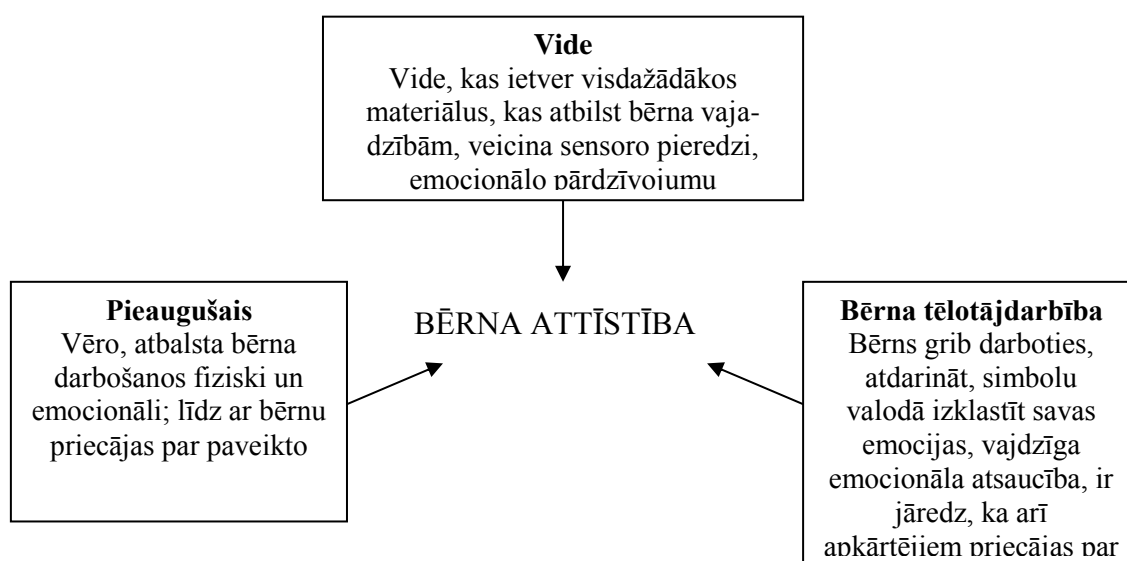 Vide
Vide, kas ietver visdažādākos
materiālus, kas atbilst bērna vaja-
dzībām, veicina sensoro pieredzi,
emocionālo pārdzīvojumu
Pieaugušais
Vēro, atbalsta bērna
darbošanos fiziski un
emocionāli; līdz ar bērnu
priecājas par paveikto
BĒRNA ATTĪSTĪBA
Bērna tēlotājdarbība
Bērns grib darboties,
atdarināt, simbolu
valodā izklastīt savas
emocijas, vajdzīga
emocionāla atsaucība, ir
jāredz, ka arī
apkārtējiem priecājas par